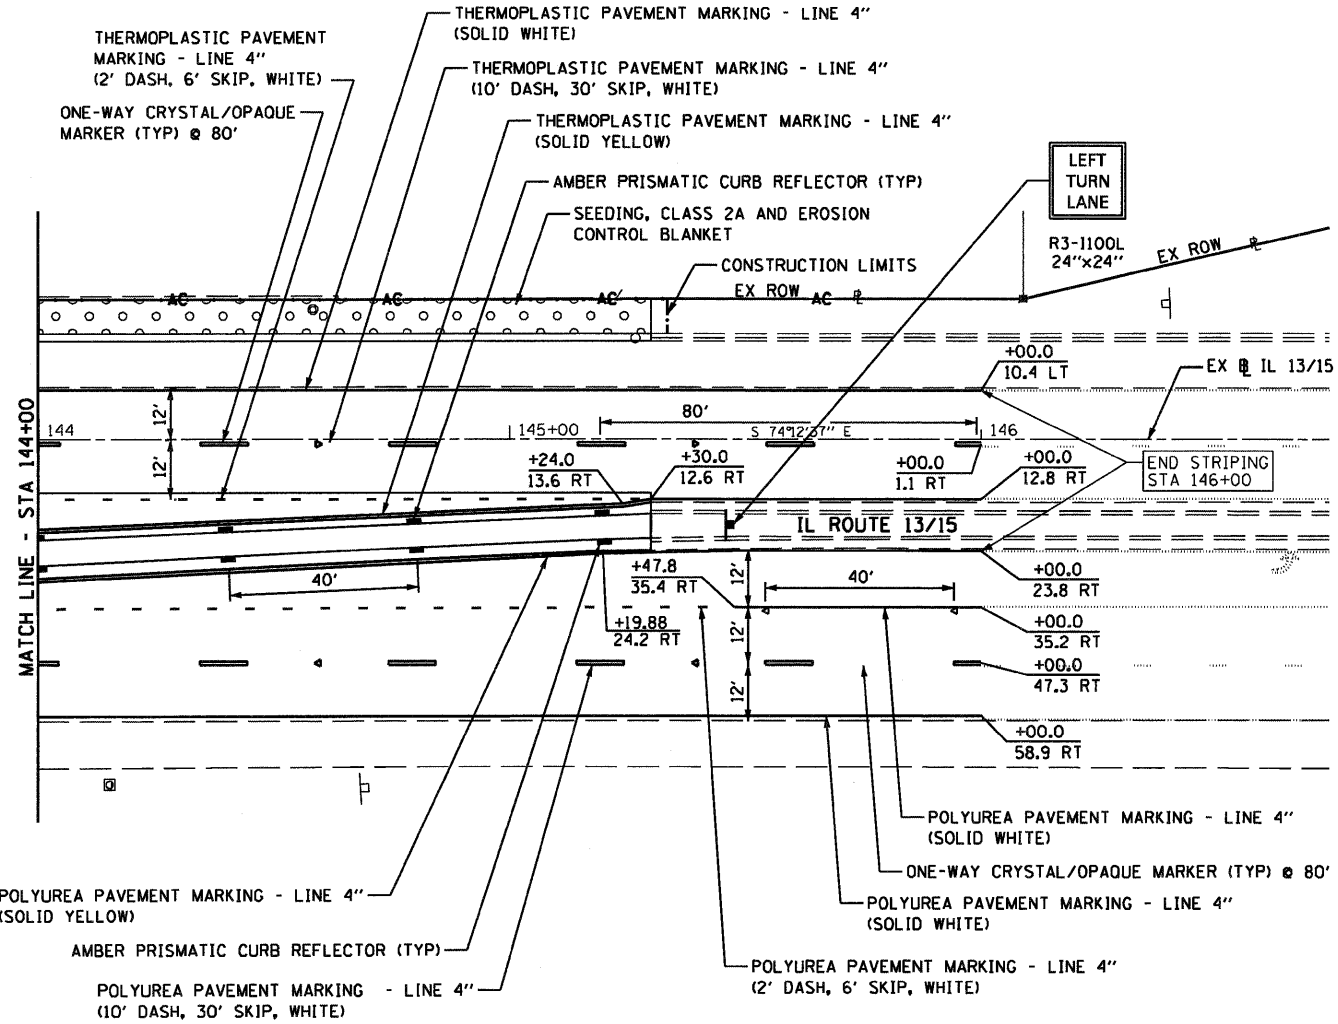 THERMOPLASTIC PAVEMENT MARKING - LINE 4"
(SOLID WHITE)
THERMOPLASTIC PAVEMENT
MARKING - LINE 4"
(2' DASH, 6' SKIP, WHITE)
THERMOPLASTIC PAVEMENT MARKING - LINE 4"
(10' DASH, 30' SKIP, WHITE)
ONE-WAY CRYSTAL/OPAQUE
MARKER (TYP) @ 80'
THERMOPLASTIC PAVEMENT MARKING - LINE 4"
(SOLID YELLOW)
AMBER PRISMATIC CURB REFLECTOR (TYP)
SEEDING, CLASS 2A AND EROSION
CONTROL BLANKET
LEFT
TURN
LANE
R3-I100L
24"x24"
EX ROW
CONSTRUCTION LIMITS
EX ROW
AC
AC
AC
AC
+00.0
10.4 LT
EX ℞ IL 13/15
MATCH LINE - STA 144+00
12'
12'
144
145+00
80'
S 74°12'37" E
146
+24.0
13.6 RT
+30.0
12.6 RT
+00.0
1.1 RT
+00.0
12.8 RT
END STRIPING
STA 146+00
IL ROUTE 13/15
40'
+47.8
35.4 RT
12'
40'
+00.0
23.8 RT
+19.88
24.2 RT
12'
+00.0
35.2 RT
+00.0
47.3 RT
12'
+00.0
58.9 RT
POLYUREA PAVEMENT MARKING - LINE 4"
(SOLID WHITE)
ONE-WAY CRYSTAL/OPAQUE MARKER (TYP) @ 80'
POLYUREA PAVEMENT MARKING - LINE 4"
(SOLID YELLOW)
POLYUREA PAVEMENT MARKING - LINE 4"
(SOLID WHITE)
AMBER PRISMATIC CURB REFLECTOR (TYP)
POLYUREA PAVEMENT MARKING - LINE 4"
(2' DASH, 6' SKIP, WHITE)
POLYUREA PAVEMENT MARKING - LINE 4"
(10' DASH, 30' SKIP, WHITE)